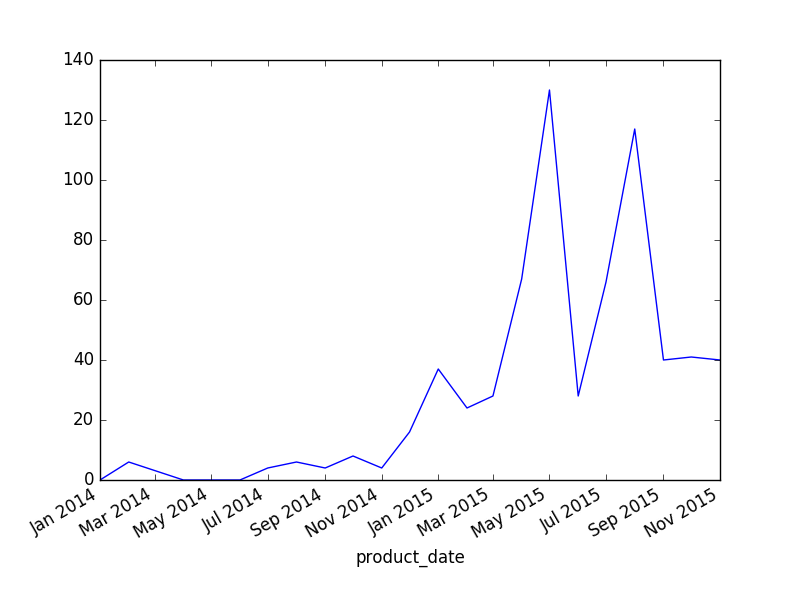 140
120
100
80
60
40
20
0
Jan 2014
Mar 2014
May 2014
Jul 2014
Sep 2014
Nov 2014
Jan 2015
Mar 2015
May 2015
Jul 2015
Sep 2015
Nov 2015
product_date